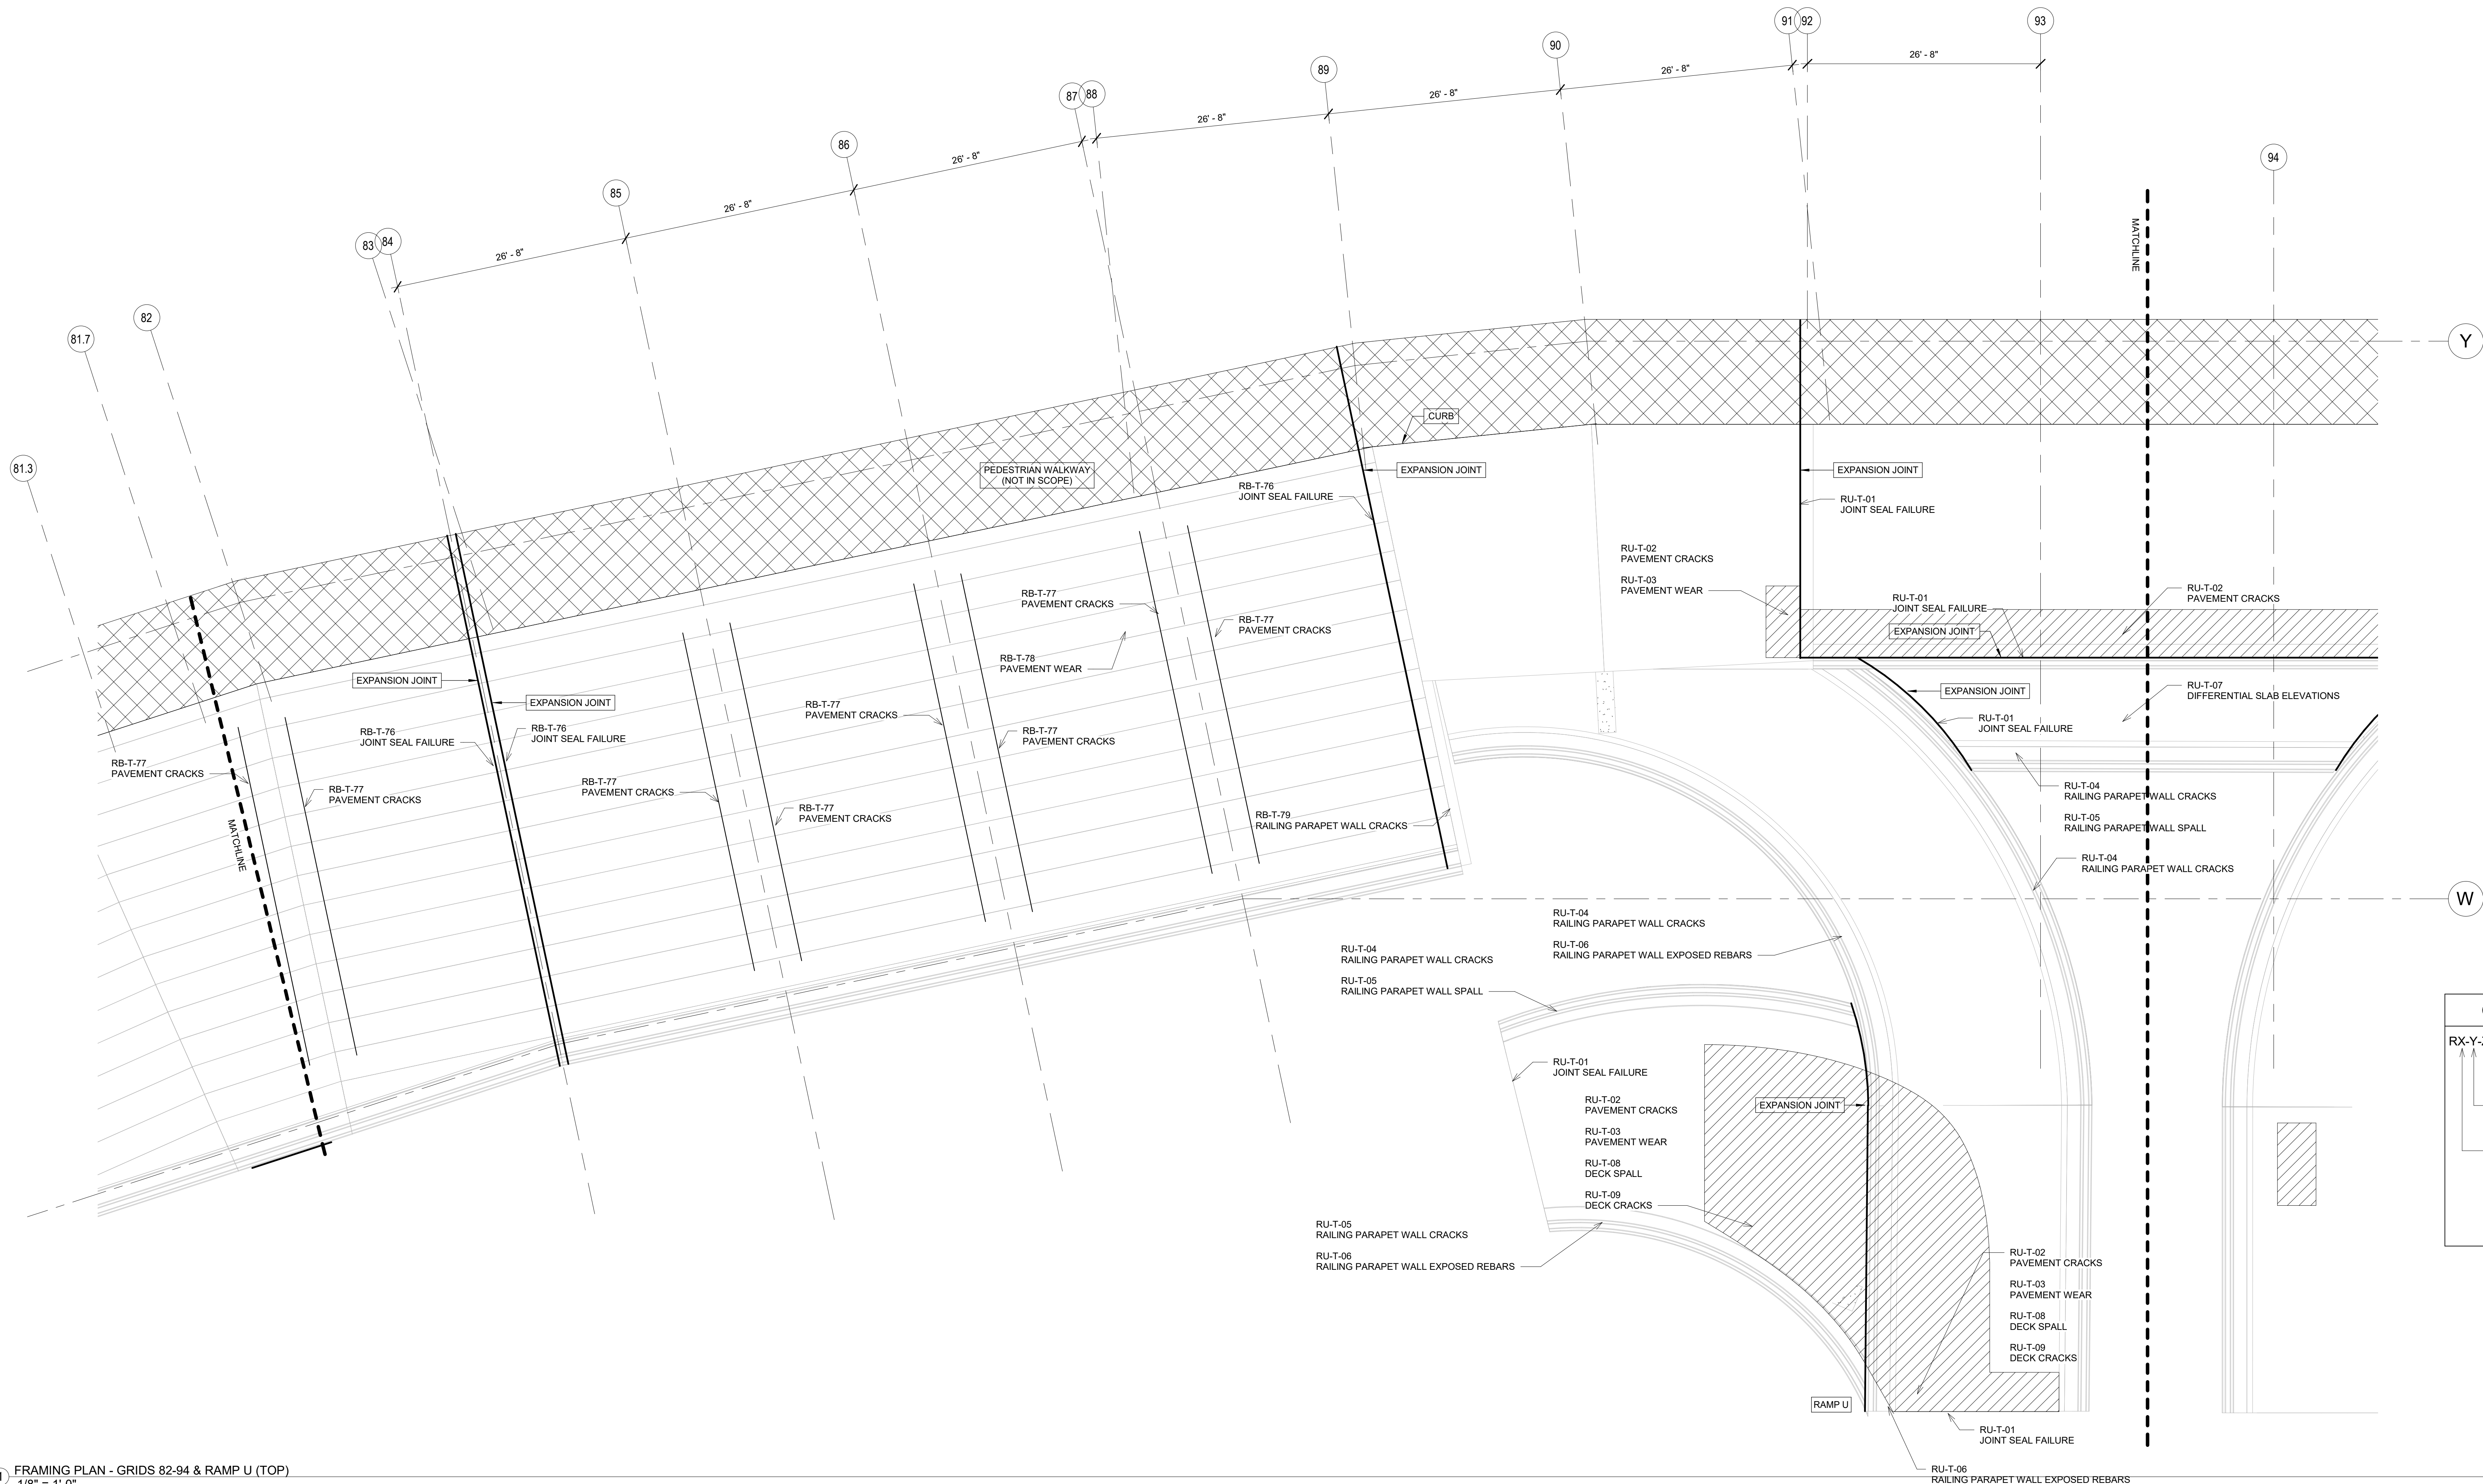 91
92
93
90
89
87
88
94
86
85
83
84
82
81.7
81.3
26' - 8"
26' - 8"
26' - 8"
26' - 8"
26' - 8"
26' - 8"
26' - 8"
MATCHLINE
Y
CURB
PEDESTRIAN WALKWAY
(NOT IN SCOPE)
EXPANSION JOINT
RB-T-76
JOINT SEAL FAILURE
EXPANSION JOINT
RU-T-01
JOINT SEAL FAILURE
RU-T-02
PAVEMENT CRACKS
RU-T-03
PAVEMENT WEAR
RU-T-02
PAVEMENT CRACKS
RU-T-01
JOINT SEAL FAILURE
EXPANSION JOINT
RB-T-77
PAVEMENT CRACKS
RB-T-77
PAVEMENT CRACKS
RB-T-78
PAVEMENT WEAR
EXPANSION JOINT
EXPANSION JOINT
EXPANSION JOINT
RU-T-07
DIFFERENTIAL SLAB ELEVATIONS
RB-T-77
PAVEMENT CRACKS
RB-T-77
PAVEMENT CRACKS
RU-T-01
JOINT SEAL FAILURE
RB-T-76
JOINT SEAL FAILURE
RB-T-76
JOINT SEAL FAILURE
RB-T-77
PAVEMENT CRACKS
RB-T-77
PAVEMENT CRACKS
RB-T-77
PAVEMENT CRACKS
RB-T-77
PAVEMENT CRACKS
RB-T-79
RAILING PARAPET WALL CRACKS
RU-T-04
RAILING PARAPET WALL CRACKS
RU-T-05
RAILING PARAPET WALL SPALL
MATCHLINE
RU-T-04
RAILING PARAPET WALL CRACKS
W
RU-T-04
RAILING PARAPET WALL CRACKS
RU-T-06
RAILING PARAPET WALL EXPOSED REBARS
RU-T-04
RAILING PARAPET WALL CRACKS
RU-T-05
RAILING PARAPET WALL SPALL
RX-Y-
RU-T-01
JOINT SEAL FAILURE
RU-T-02
PAVEMENT CRACKS
RU-T-03
PAVEMENT WEAR
RU-T-08
DECK SPALL
RU-T-09
DECK CRACKS
EXPANSION JOINT
RU-T-05
RAILING PARAPET WALL CRACKS
RU-T-06
RAILING PARAPET WALL EXPOSED REBARS
RU-T-02
PAVEMENT CRACKS
RU-T-03
PAVEMENT WEAR
RU-T-08
DECK SPALL
RU-T-09
DECK CRACKS
RAMP U
RU-T-01
JOINT SEAL FAILURE
RU-T-06
RAILING PARAPET WALL EXPOSED REBARS
FRAMING PLAN - GRIDS 82-94 & RAMP U (TOP)
1/8" = 1'-0"